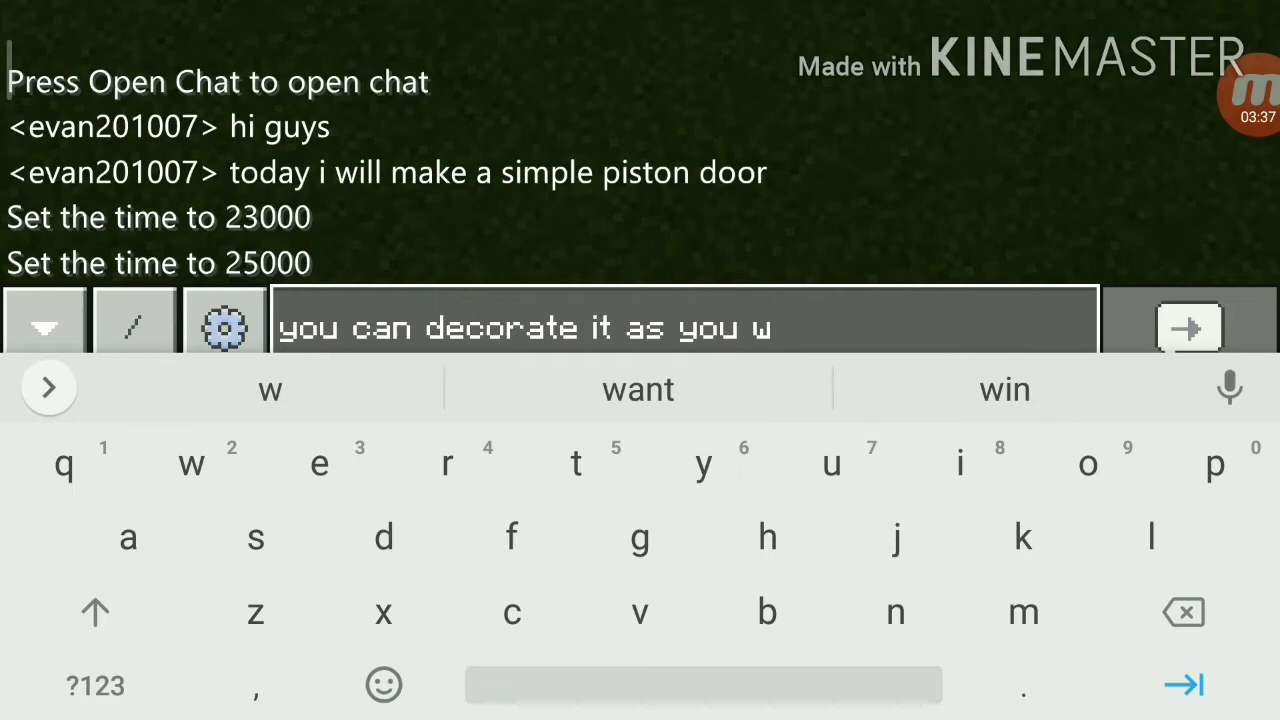 Made with KINEMASTER
03:37
Press Open Chat to open chat
<evan201007> hi guys
<evan201007> today i will make a simple piston door
Set the time to 23000
Set the time to 25000
/ you can decorate it as you w
w want win
q 1 w 2 e 3 r 4 t 5 y 6 u 7 i 8 o 9 p 0
a s d f g h j k l
z x c v b n m
?123 , .